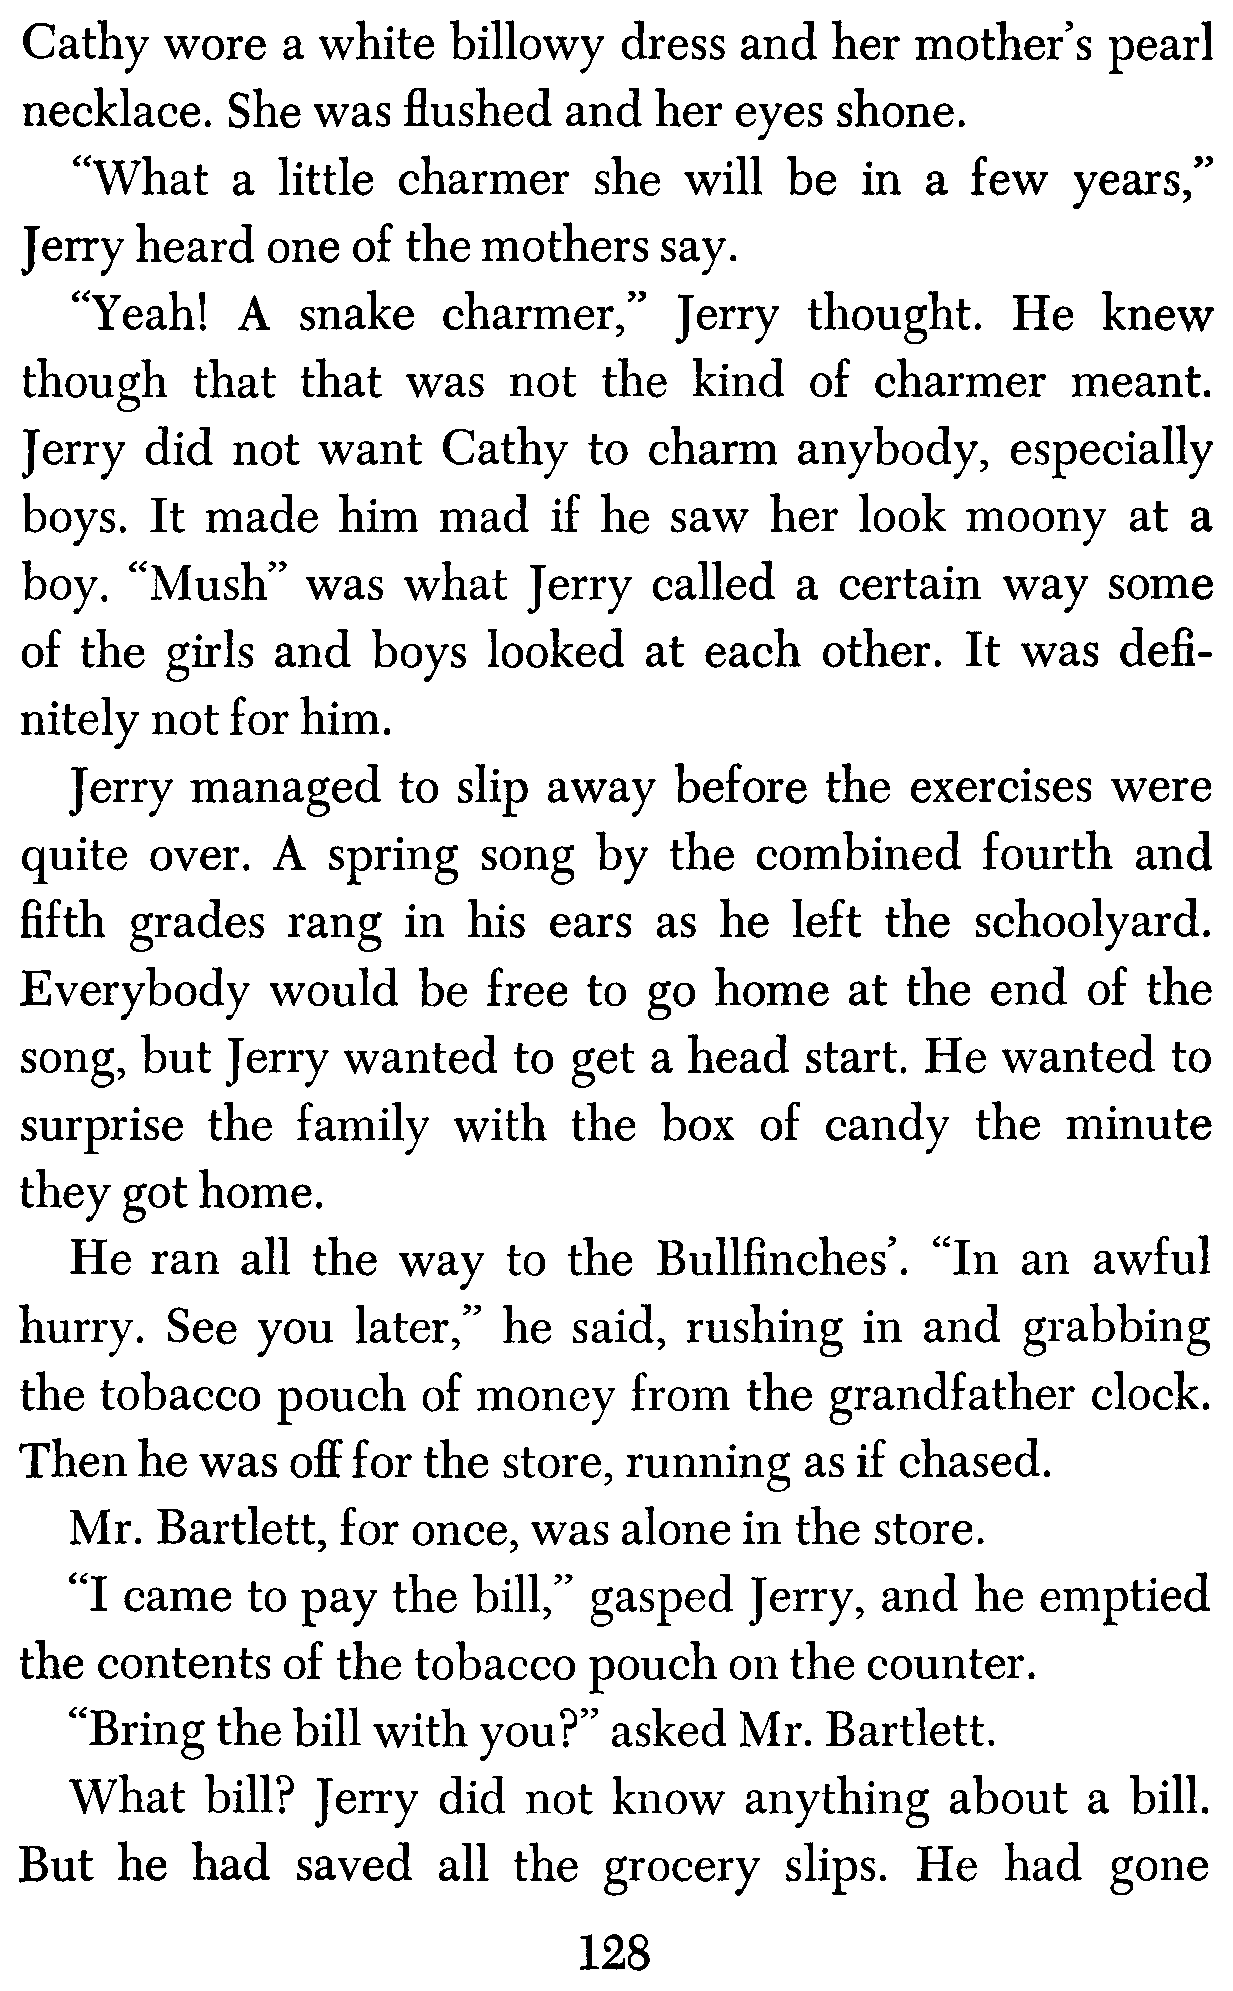 Cathy wore a white billowy dress and her mother's pearl
necklace. She was flushed and her eyes shone.
"What a little charmer she will be in a few years,"
Jerry heard one of the mothers say.
"Yeah! A snake charmer," Jerry thought. He knew
though that that was not the kind of charmer meant.
Jerry did not want Cathy to charm anybody, especially
boys. It made him mad if he saw her look moony at a
boy. "Mush" was what Jerry called a certain way some
of the girls and boys looked at each other. It was defi-
nitely not for him.
Jerry managed to slip away before the exercises were
quite over. A spring song by the combined fourth and
fifth grades rang in his ears as he left the schoolyard.
Everybody would be free to go home at the end of the
song, but Jerry wanted to get a head start. He wanted to
surprise the family with the box of candy the minute
they got home.
He ran all the way to the Bullfinches'. "In an awful
hurry. See you later," he said, rushing in and grabbing
the tobacco pouch of money from the grandfather clock.
Then he was off for the store, running as if chased.
Mr. Bartlett, for once, was alone in the store.
"I came to pay the bill," gasped Jerry, and he emptied
the contents of the tobacco pouch on the counter.
"Bring the bill with you?" asked Mr. Bartlett.
What bill? Jerry did not know anything about a bill.
But he had saved all the grocery slips. He had gone
128